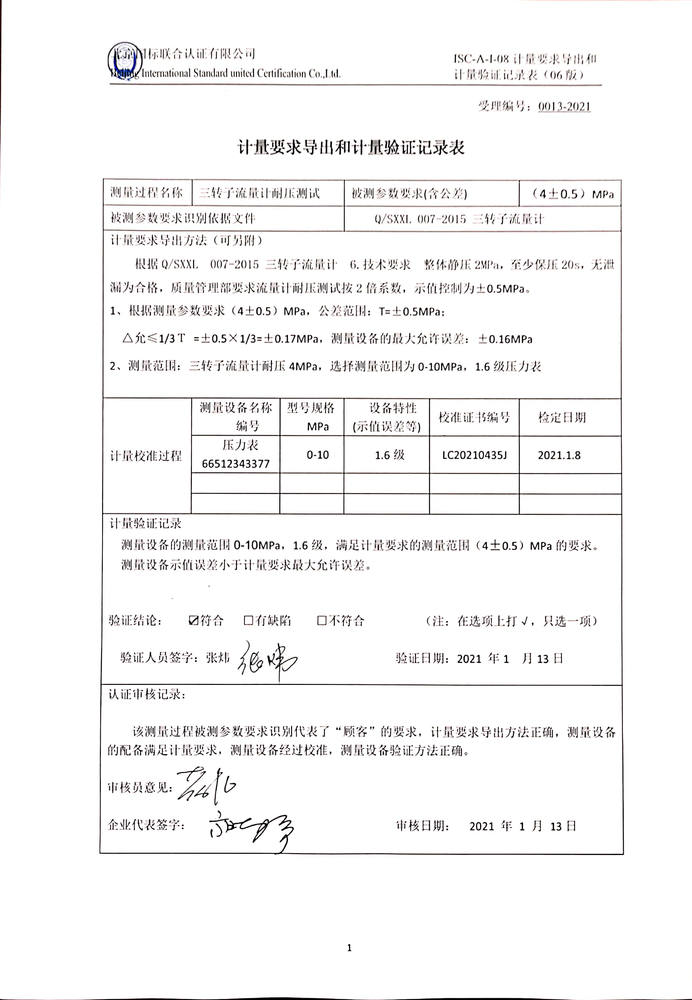 北京国标联合认证有限公司
Beijing International Standard united Certification Co.,Ltd.
ISC-A-I-08 计量要求导出和
计量验证记录表（06 版）
受理编号：0013-2021
计量要求导出和计量验证记录表
测量过程名称 三转子流量计耐压测试 被测参数要求(含公差) （4±0.5）MPa
被测参数要求识别依据文件 Q/SXXL 007-2015 三转子流量计
计量要求导出方法（可另附）
根据 Q/SXXL 007-2015 三转子流量计 6.技术要求 整体静压 2MPa，至少保压 20s，无泄
漏为合格，质量管理部要求流量计耐压测试按 2 倍系数，示值控制为±0.5MPa。
1、根据测量参数要求（4±0.5）MPa，公差范围：T=±0.5MPa；
△允≤1/3 T =±0.5×1/3=±0.17MPa，测量设备的最大允许误差：±0.16MPa
2、测量范围：三转子流量计耐压 4MPa，选择测量范围为 0-10MPa，1.6 级压力表
测量设备名称 型号规格 设备特性 校准证书编号 检定日期
编号 MPa (示值误差等)
计量校准过程
压力表 0-10 1.6 级 LC20210435J 2021.1.8
66512343377
计量验证记录
测量设备的测量范围 0-10MPa，1.6 级，满足计量要求的测量范围（4±0.5）MPa 的要求。
测量设备示值误差小于计量要求最大允许误差。
验证结论： ☑符合 □有缺陷 □不符合 （注：在选项上打 √，只选一项）
验证人员签字：张炜 张炜 验证日期：2021 年 1 月 13 日
认证审核记录：
该测量过程被测参数要求识别代表了“顾客”的要求，计量要求导出方法正确，测量设备
的配备满足计量要求，测量设备经过校准，测量设备验证方法正确。
审核员意见：
企业代表签字： 审核日期： 2021 年 1 月 13 日
1